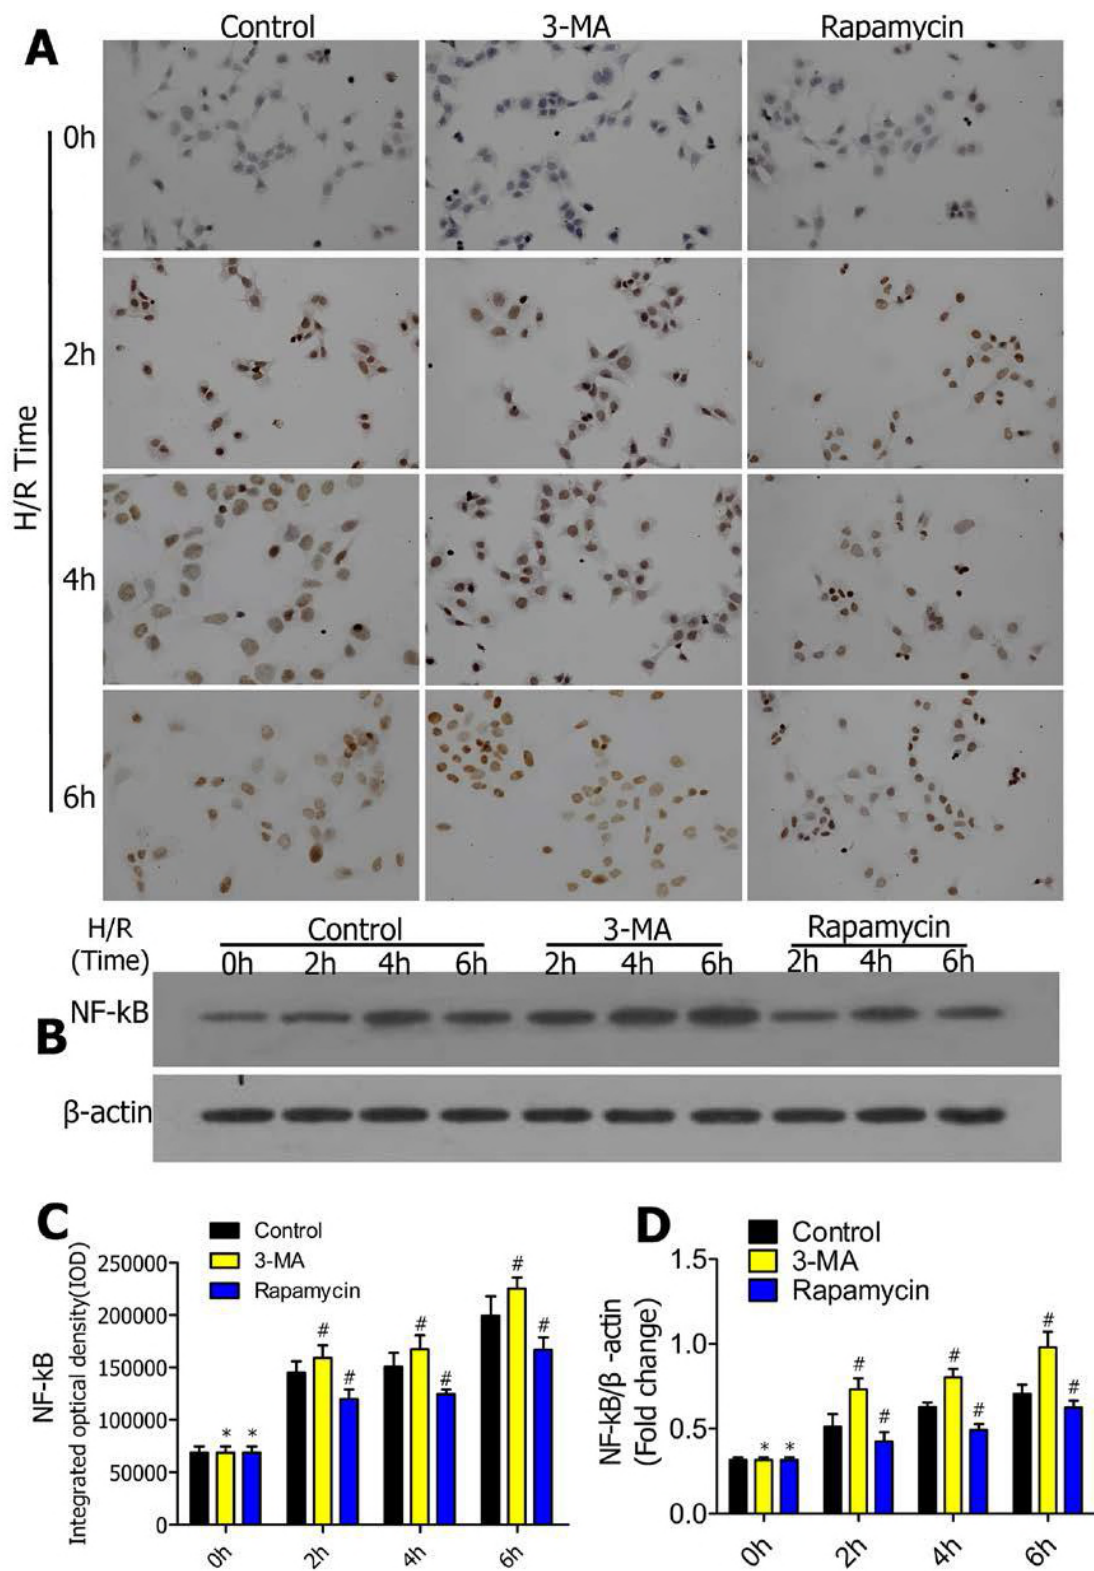 A
Control 3-MA Rapamycin
0h
2h
4h
6h
H/R Time
H/R
(Time)
Control 3-MA Rapamycin
0h 2h 4h 6h 2h 4h 6h 2h 4h 6h
NF-kB
B
β-actin
C
Control
3-MA
Rapamycin
NF-kB
Integrated optical density(IOD)
250000
200000
150000
100000
50000
0
* *
# #
# #
# #
0h 2h 4h 6h
D
Control
3-MA
Rapamycin
NF-kB/β -actin
(Fold change)
1.5
1.0
0.5
0.0
* *
# #
# #
# #
0h 2h 4h 6h